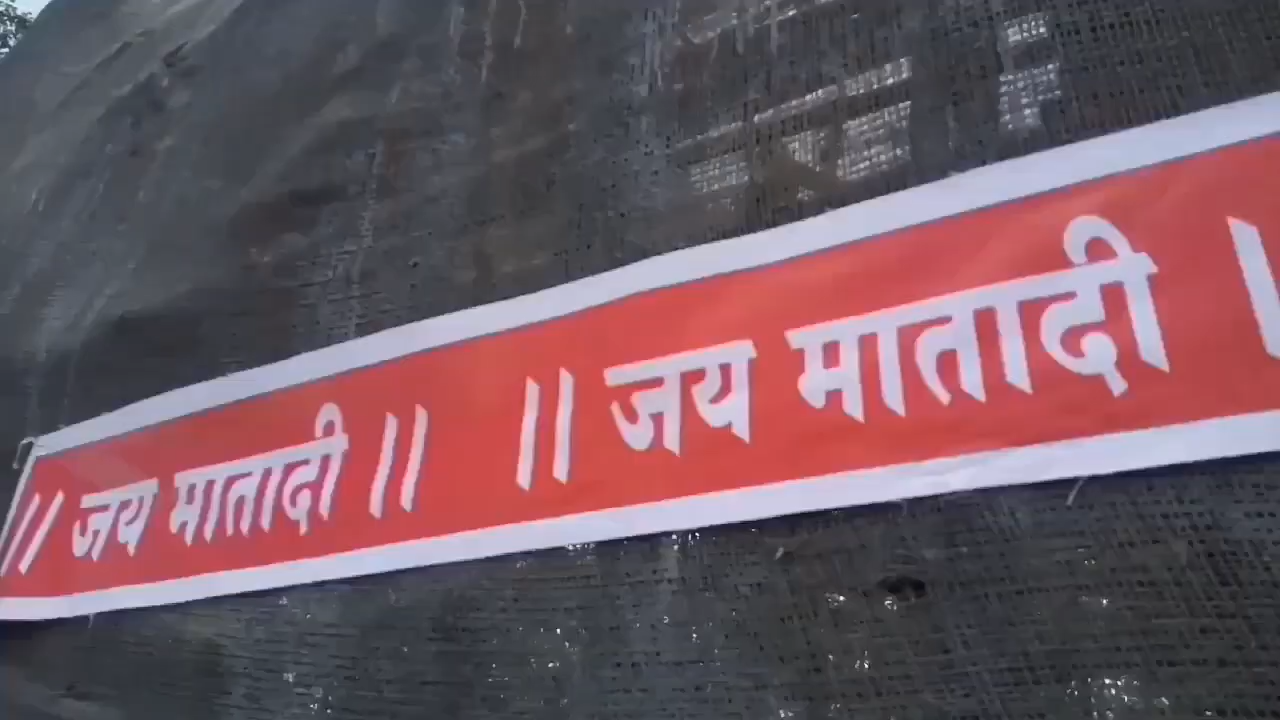 || जय मातादी || || जय मातादी |